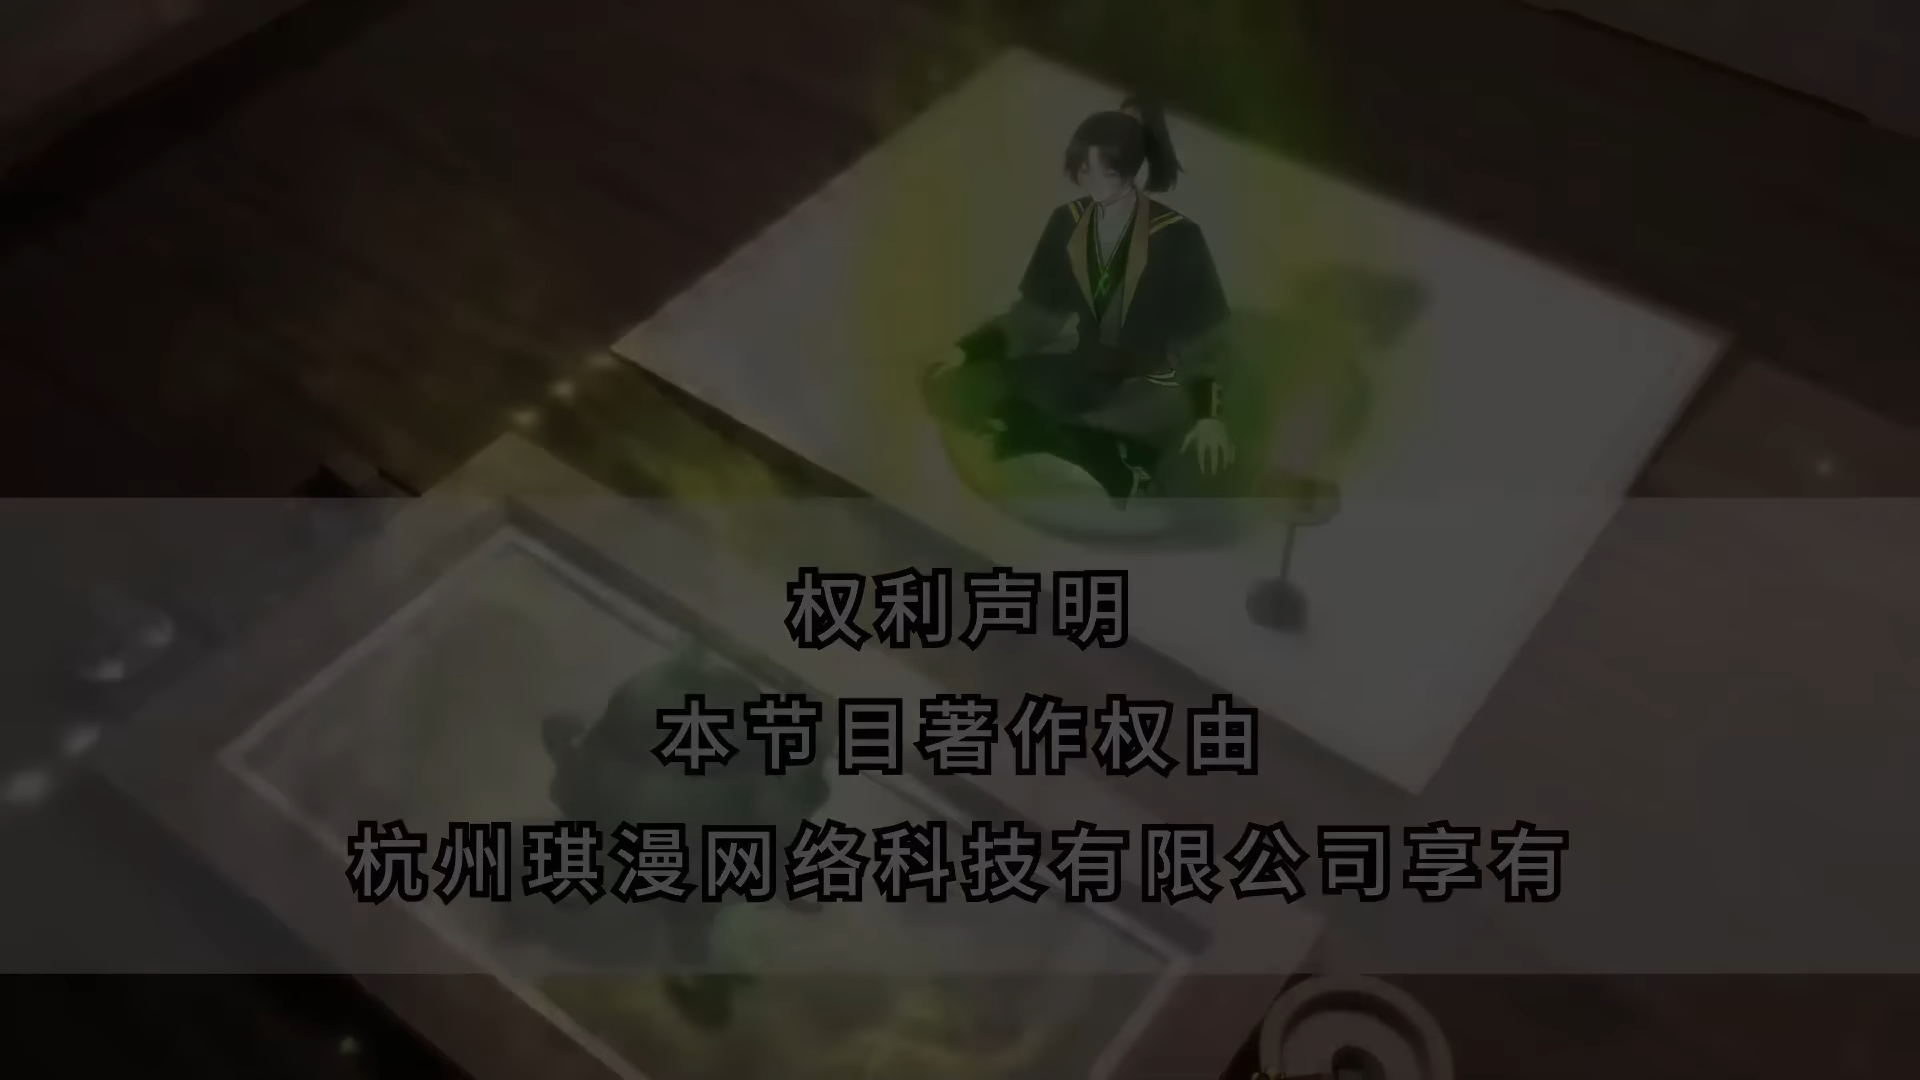 权利声明
本节目著作权由
杭州琪漫网络科技有限公司享有